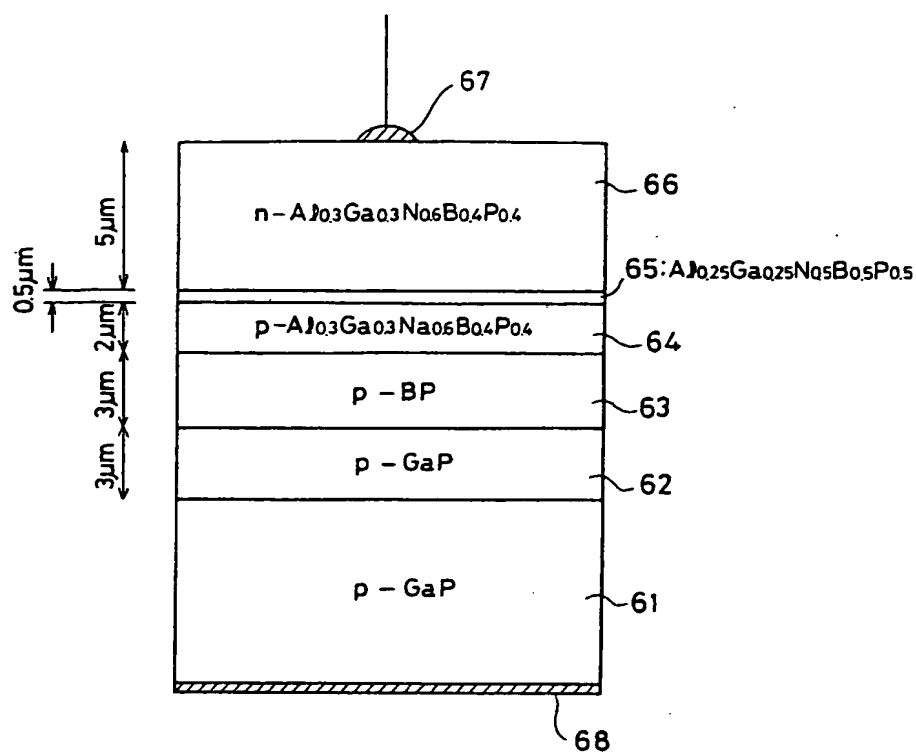 67
66
n-Al0.3Ga0.3N0.6B0.4P0.4
5μm
0.5μm
65:Al0.25Ga0.25N0.5B0.5P0.5
p-Al0.3Ga0.3Na0.6B0.4P0.4
2μm
64
p-BP
3μm
63
p-GaP
3μm
62
p-GaP
61
68